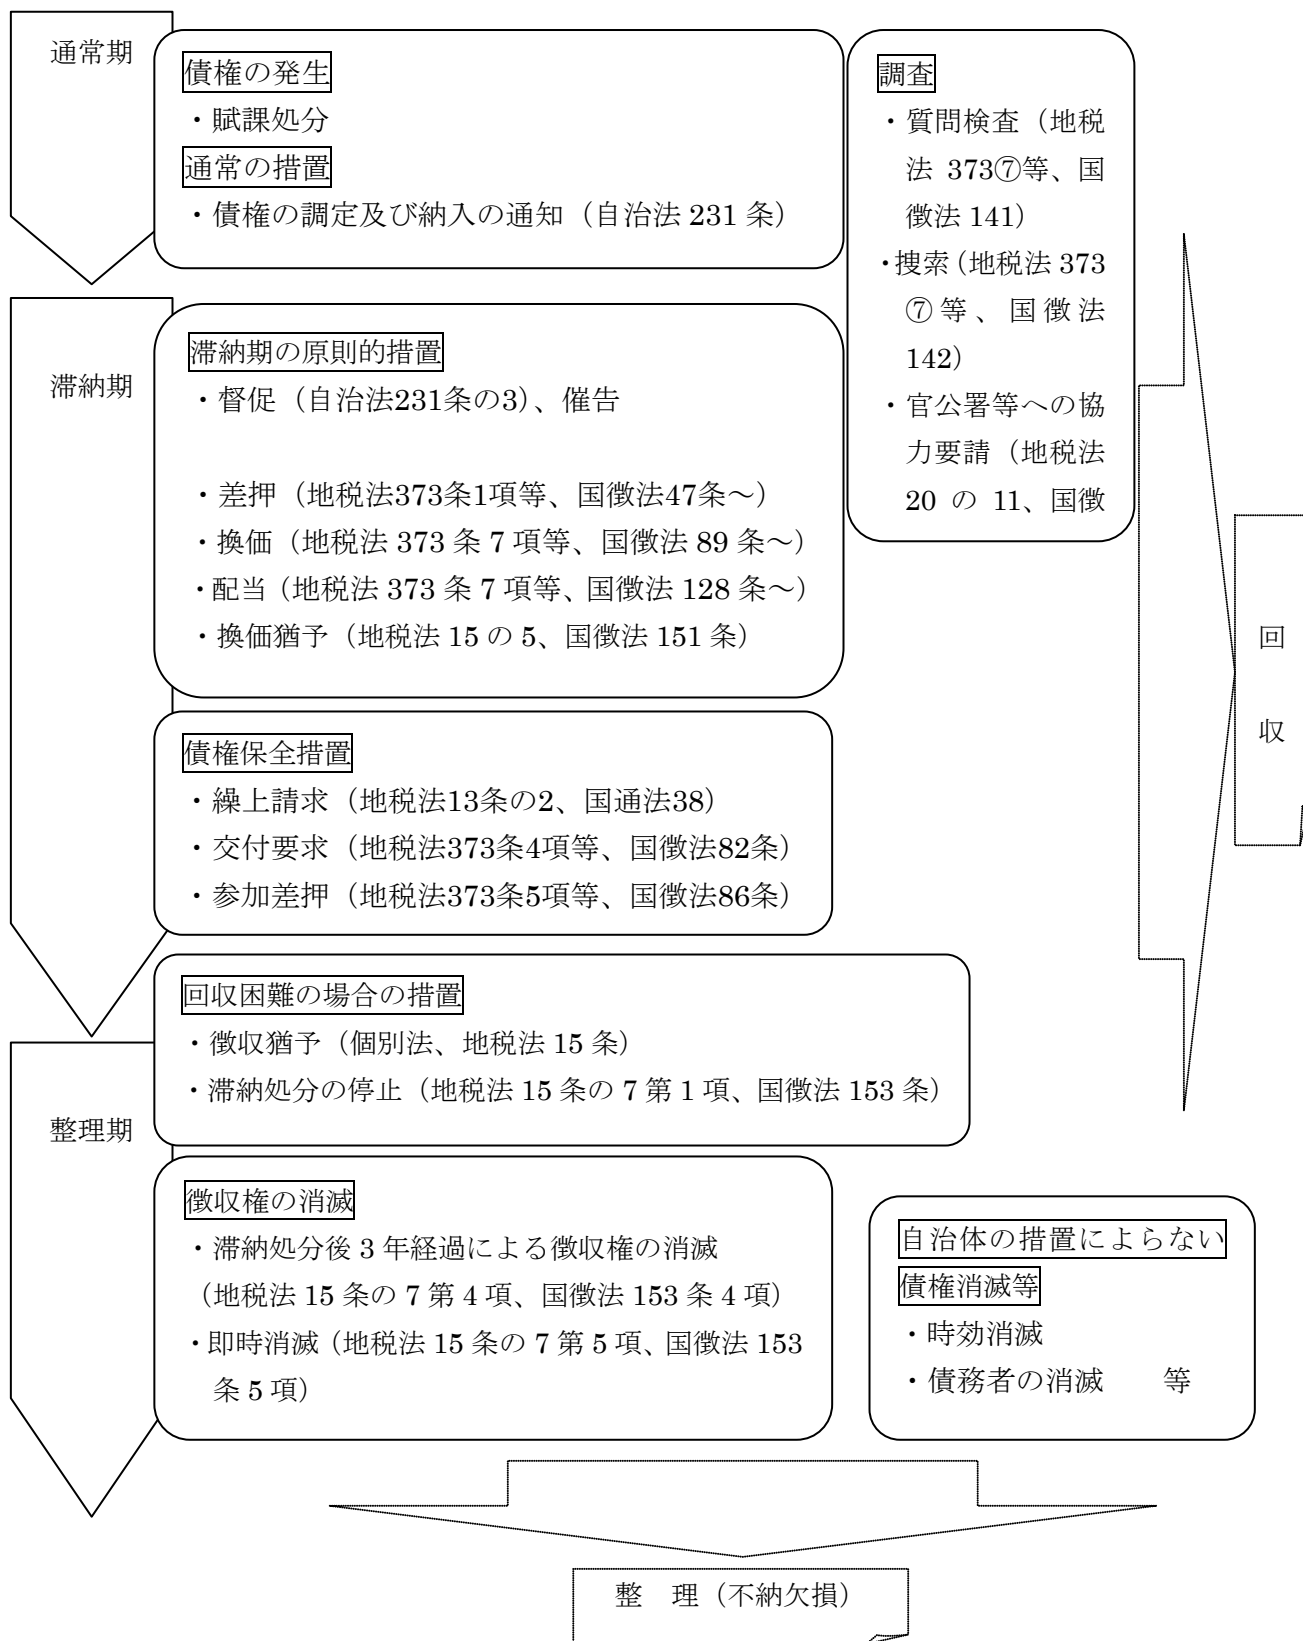 通常期
債権の発生
・賦課処分
通常の措置
・債権の調定及び納入の通知（自治法 231 条）
調査
・質問検査（地税
法 373⑦等、国
徴法 141）
・捜索（地税法 373
⑦等、国徴法
142）
・官公署等への協
力要請（地税法
20 の 11、国徴
滞納期
滞納期の原則的措置
・督促（自治法231条の3）、催告
・差押（地税法373条1項等、国徴法47条～）
・換価（地税法 373 条 7 項等、国徴法 89 条～）
・配当（地税法 373 条 7 項等、国徴法 128 条～）
・換価猶予（地税法 15 の 5、国徴法 151 条）
債権保全措置
・繰上請求（地税法13条の2、国通法38）
・交付要求（地税法373条4項等、国徴法82条）
・参加差押（地税法373条5項等、国徴法86条）
回
収
回収困難の場合の措置
・徴収猶予（個別法、地税法 15 条）
・滞納処分の停止（地税法 15 条の 7 第 1 項、国徴法 153 条）
整理期
徴収権の消滅
・滞納処分後 3 年経過による徴収権の消滅
（地税法 15 条の 7 第 4 項、国徴法 153 条 4 項）
・即時消滅（地税法 15 条の 7 第 5 項、国徴法 153
条 5 項）
自治体の措置によらない
債権消滅等
・時効消滅
・債務者の消滅　等
整　理（不納欠損）